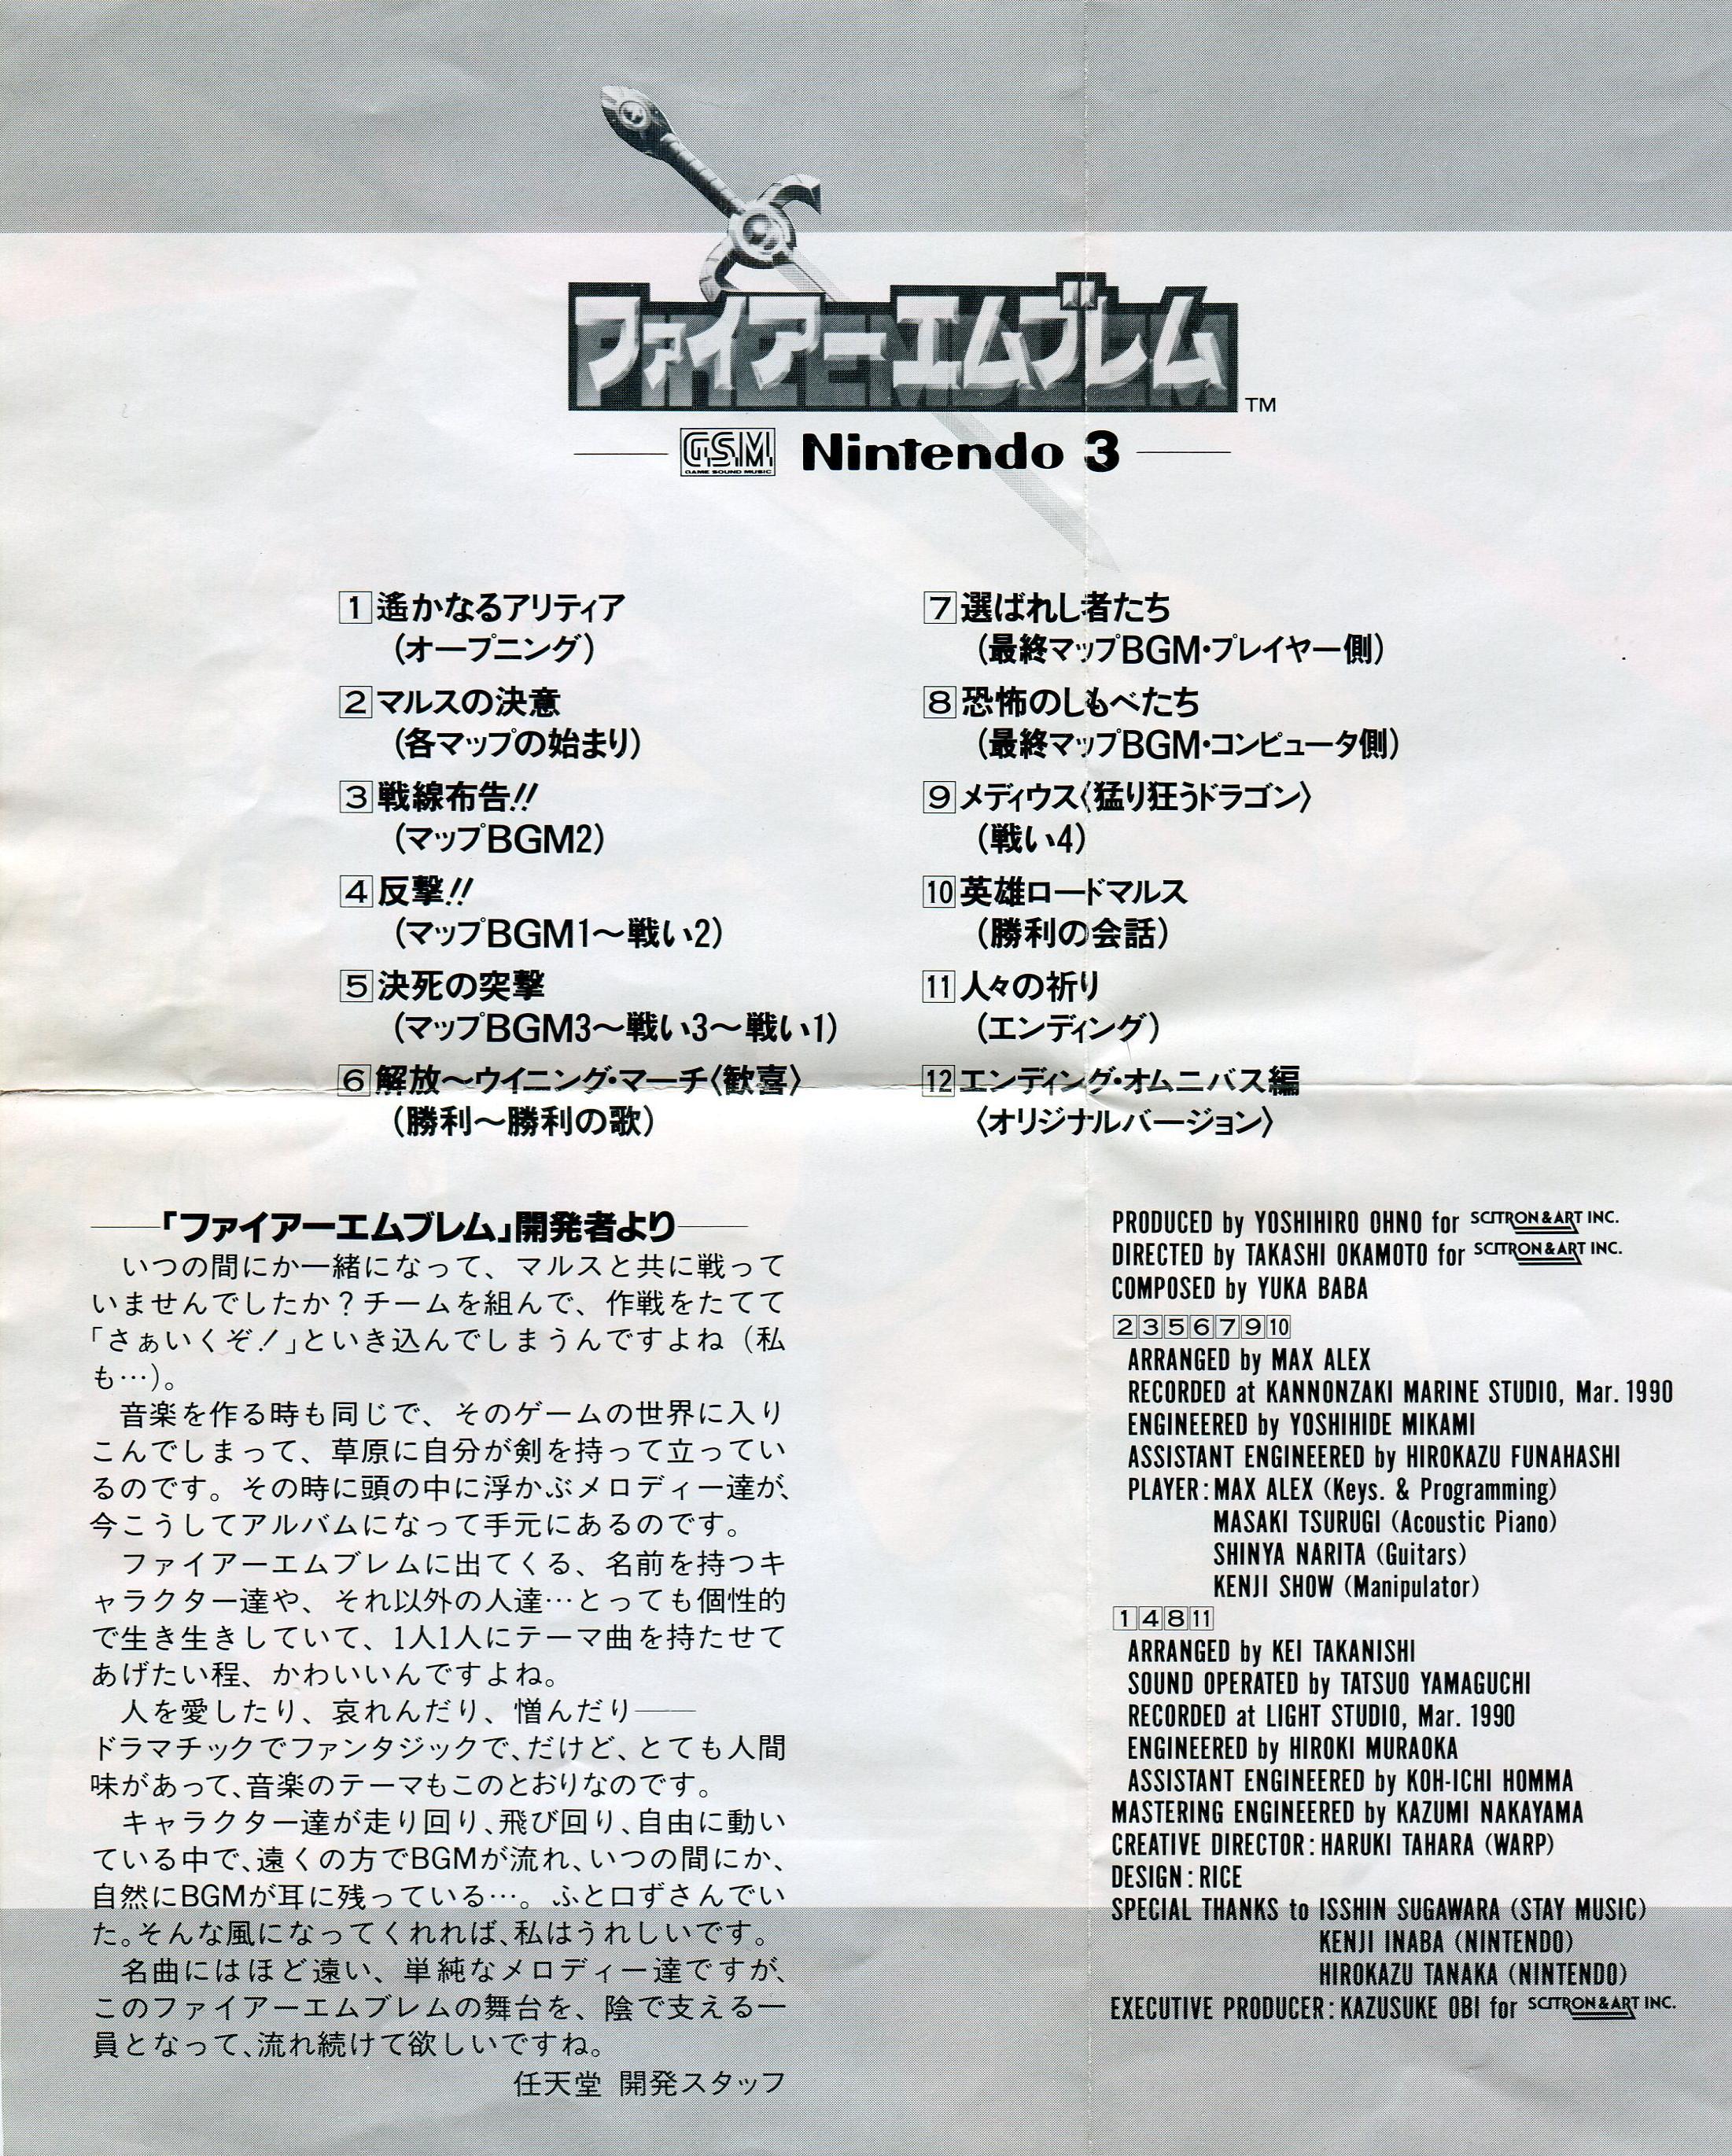 ファイアーエムブレム
TM
GSM
GAME SOUND MUSIC
Nintendo 3
1 遙かなるアリティア
(オープニング)
2 マルスの決意
(各マップの始まり)
3 戦線布告!!
(マップBGM2)
4 反撃!!
(マップBGM1〜戦い2)
5 決死の突撃
(マップBGM3〜戦い3〜戦い1)
6 解放〜ウイニング・マーチ〈歓喜〉
(勝利〜勝利の歌)
7 選ばれし者たち
(最終マップBGM・プレイヤー側)
8 恐怖のしもべたち
(最終マップBGM・コンピュータ側)
9 メディウス〈猛り狂うドラゴン〉
(戦い4)
10 英雄ロードマルス
(勝利の会話)
11 人々の祈り
(エンディング)
12 エンディング・オムニバス編
〈オリジナルバージョン〉
——「ファイアーエムブレム」開発者より——
いつの間にか一緒になって、マルスと共に戦って
いませんでしたか？チームを組んで、作戦をたてて
「さぁいくぞ！」といき込んでしまうんですよね（私
も…）。
音楽を作る時も同じで、そのゲームの世界に入り
こんでしまって、草原に自分が剣を持って立ってい
るのです。その時に頭の中に浮かぶメロディー達が、
今こうしてアルバムになって手元にあるのです。
ファイアーエムブレムに出てくる、名前を持つキ
ャラクター達や、それ以外の人達…とっても個性的
で生き生きしていて、1人1人にテーマ曲を持たせて
あげたい程、かわいいんですよね。
人を愛したり、哀れんだり、憎んだり——
ドラマチックでファンタジックで、だけど、とても人間
味があって、音楽のテーマもこのとおりなのです。
キャラクター達が走り回り、飛び回り、自由に動い
ている中で、遠くの方でBGMが流れ、いつの間にか、
自然にBGMが耳に残っている…。ふと口ずさんでい
た。そんな風になってくれれば、私はうれしいです。
名曲にはほど遠い、単純なメロディー達ですが、
このファイアーエムブレムの舞台を、陰で支える一
員となって、流れ続けて欲しいですね。
任天堂 開発スタッフ
PRODUCED by YOSHIHIRO OHNO for SCITRON & ART INC.
DIRECTED by TAKASHI OKAMOTO for SCITRON & ART INC.
COMPOSED by YUKA BABA
2 3 5 6 7 9 10
ARRANGED by MAX ALEX
RECORDED at KANNONZAKI MARINE STUDIO, Mar. 1990
ENGINEERED by YOSHIHIDE MIKAMI
ASSISTANT ENGINEERED by HIROKAZU FUNAHASHI
PLAYER: MAX ALEX (Keys. & Programming)
MASAKI TSURUGI (Acoustic Piano)
SHINYA NARITA (Guitars)
KENJI SHOW (Manipulator)
1 4 8 11
ARRANGED by KEI TAKANISHI
SOUND OPERATED by TATSUO YAMAGUCHI
RECORDED at LIGHT STUDIO, Mar. 1990
ENGINEERED by HIROKI MURAOKA
ASSISTANT ENGINEERED by KOH-ICHI HOMMA
MASTERING ENGINEERED by KAZUMI NAKAYAMA
CREATIVE DIRECTOR: HARUKI TAHARA (WARP)
DESIGN: RICE
SPECIAL THANKS to ISSHIN SUGAWARA (STAY MUSIC)
KENJI INABA (NINTENDO)
HIROKAZU TANAKA (NINTENDO)
EXECUTIVE PRODUCER: KAZUSUKE OBI for SCITRON & ART INC.